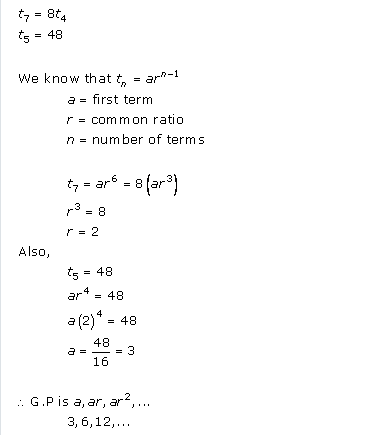 t₇ = 8t₄
t₅ = 48
We know that tₙ = arⁿ⁻¹
a = first term
r = common ratio
n = number of terms
t₇ = ar⁶ = 8(ar³)
r³ = 8
r = 2
Also,
t₅ = 48
ar⁴ = 48
a(2)⁴ = 48
a = 48/16 = 3
∴ G.P is a, ar, ar²,...
3, 6, 12,...